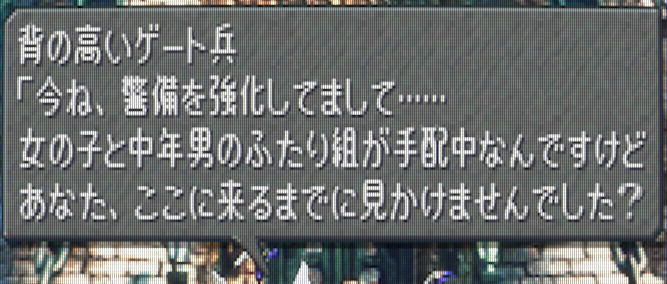 背の高いゲート兵
「今ね、警備を強化してまして……
女の子と中年男のふたり組が手配中なんですけど
あなた、ここに来るまでに見かけませんでした?